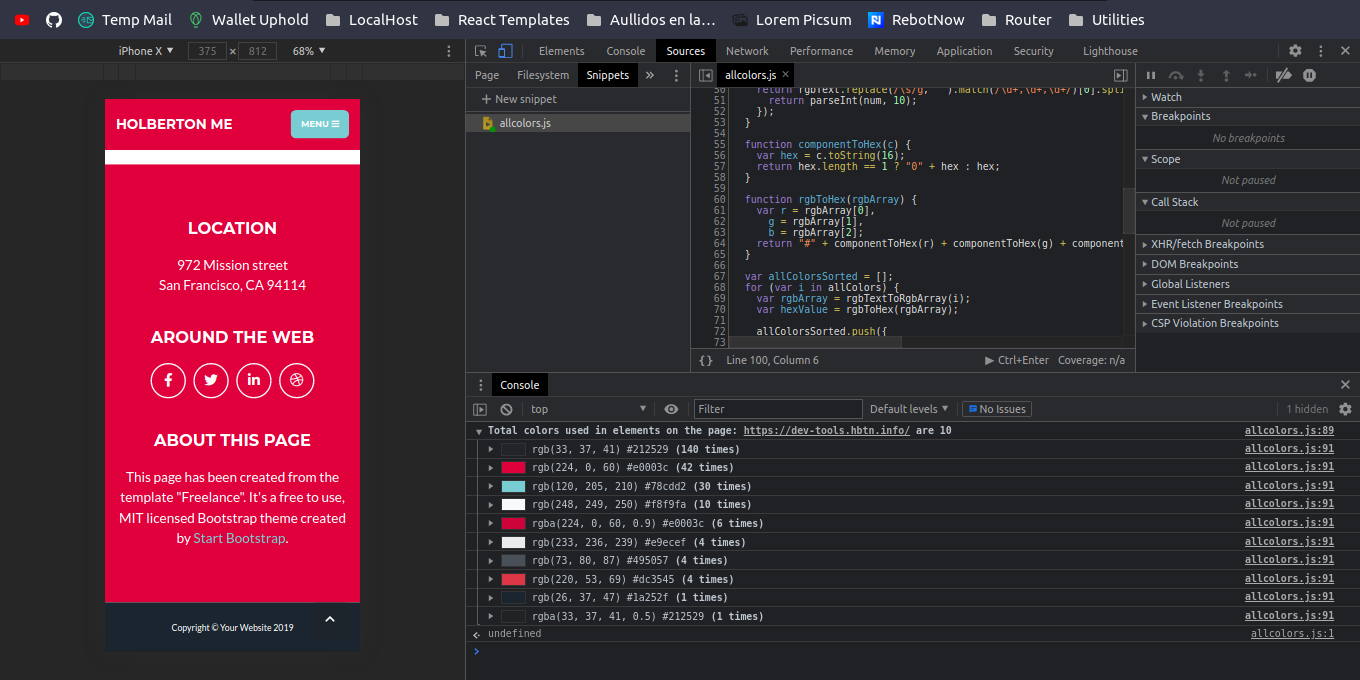 Temp Mail Wallet Uphold LocalHost React Templates Aullidos en la... Lorem Picsum RebotNow Router Utilities
iPhone X ▼ 375 × 812 68% ▼
Elements Console Sources Network Performance Memory Application Security Lighthouse
Page Filesystem Snippets »
+ New snippet
allcolors.js
HOLBERTON ME
MENU
LOCATION
972 Mission street
San Francisco, CA 94114
AROUND THE WEB
ABOUT THIS PAGE
This page has been created from the
template "Freelance". It's a free to use,
MIT licensed Bootstrap theme created
by Start Bootstrap.
Copyright © Your Website 2019
allcolors.js ×
51 return parseInt(num, 10);
52 });
53 }
54
55 function componentToHex(c) {
56 var hex = c.toString(16);
57 return hex.length == 1 ? "0" + hex : hex;
58 }
59
60 function rgbToHex(rgbArray) {
61 var r = rgbArray[0],
62 g = rgbArray[1],
63 b = rgbArray[2];
64 return "#" + componentToHex(r) + componentToHex(g) + component
65 }
66
67 var allColorsSorted = [];
68 for (var i in allColors) {
69 var rgbArray = rgbTextToRgbArray(i);
70 var hexValue = rgbToHex(rgbArray);
71
72 allColorsSorted.push({
73
{ } Line 100, Column 6 ▶ Ctrl+Enter Coverage: n/a
Watch
Breakpoints
No breakpoints
Scope
Not paused
Call Stack
Not paused
XHR/fetch Breakpoints
DOM Breakpoints
Global Listeners
Event Listener Breakpoints
CSP Violation Breakpoints
Console
top ▼ Filter Default levels ▼ No Issues 1 hidden
Total colors used in elements on the page: https://dev-tools.hbtn.info/ are 10 allcolors.js:89
rgb(33, 37, 41) #212529 (140 times) allcolors.js:91
rgb(224, 0, 60) #e0003c (42 times) allcolors.js:91
rgb(120, 205, 210) #78cdd2 (30 times) allcolors.js:91
rgb(248, 249, 250) #f8f9fa (10 times) allcolors.js:91
rgba(224, 0, 60, 0.9) #e0003c (6 times) allcolors.js:91
rgb(233, 236, 239) #e9ecef (4 times) allcolors.js:91
rgb(73, 80, 87) #495057 (4 times) allcolors.js:91
rgb(220, 53, 69) #dc3545 (4 times) allcolors.js:91
rgb(26, 37, 47) #1a252f (1 times) allcolors.js:91
rgba(33, 37, 41, 0.5) #212529 (1 times) allcolors.js:91
undefined allcolors.js:1